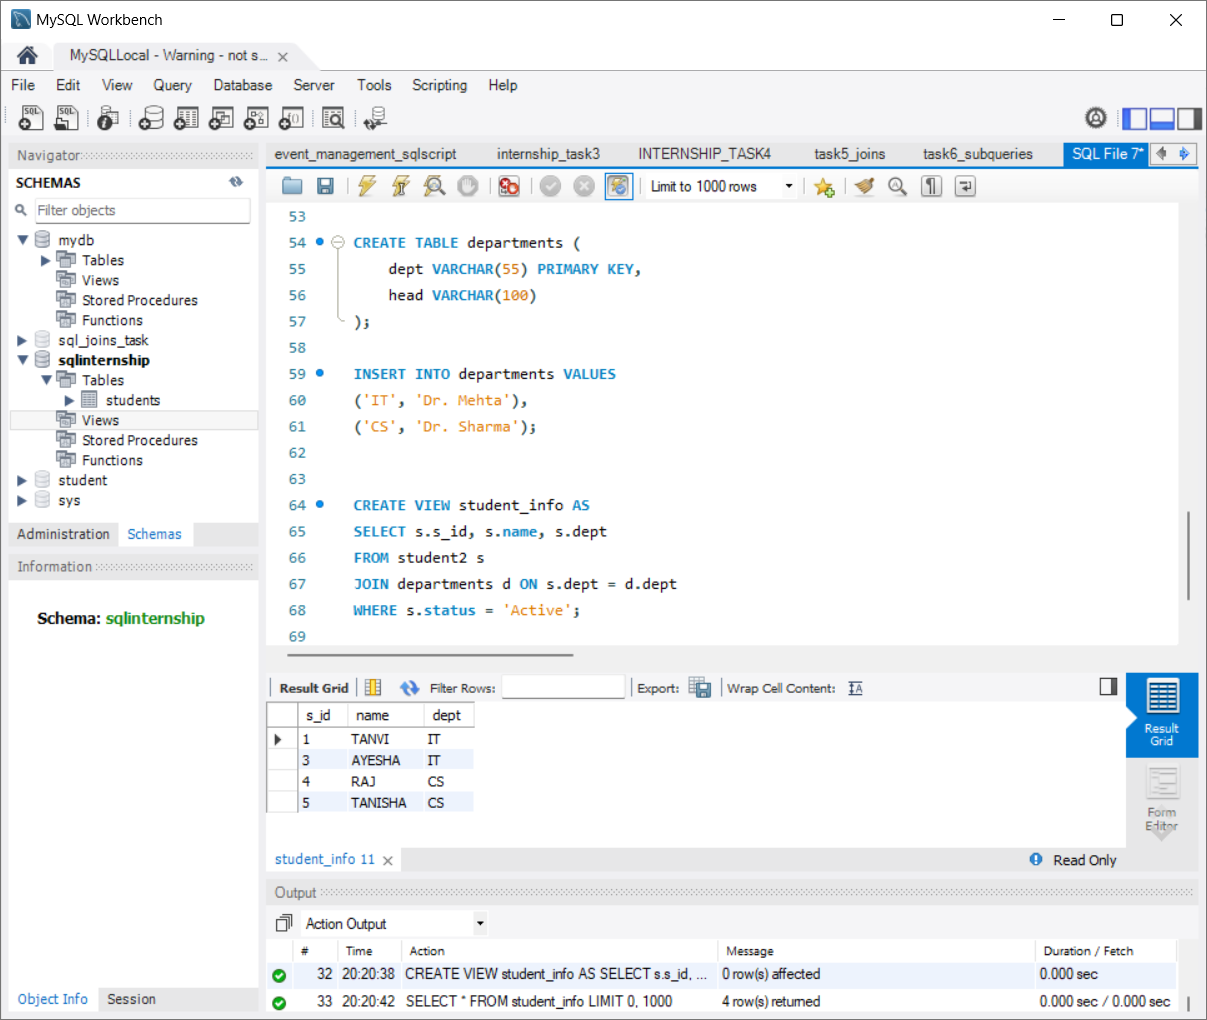 MySQL Workbench
MySQLLocal - Warning - not s...
File Edit View Query Database Server Tools Scripting Help
Navigator
SCHEMAS
Filter objects
mydb
Tables
Views
Stored Procedures
Functions
sql_joins_task
sqlinternship
Tables
students
Views
Stored Procedures
Functions
student
sys
Administration Schemas
Information
Schema: sqlinternship
Object Info Session
event_management_sqlscript internship_task3 INTERNSHIP_TASK4 task5_joins task6_subqueries SQL File 7*
Limit to 1000 rows
53
54 CREATE TABLE departments (
55 dept VARCHAR(55) PRIMARY KEY,
56 head VARCHAR(100)
57 );
58
59 INSERT INTO departments VALUES
60 ('IT', 'Dr. Mehta'),
61 ('CS', 'Dr. Sharma');
62
63
64 CREATE VIEW student_info AS
65 SELECT s.s_id, s.name, s.dept
66 FROM student2 s
67 JOIN departments d ON s.dept = d.dept
68 WHERE s.status = 'Active';
69
Result Grid Filter Rows: Export: Wrap Cell Content:
s_id name dept
1 TANVI IT
3 AYESHA IT
4 RAJ CS
5 TANISHA CS
Result
Grid
Form
Editor
student_info 11 Read Only
Output
Action Output
# Time Action Message Duration / Fetch
32 20:20:38 CREATE VIEW student_info AS SELECT s.s_id, ... 0 row(s) affected 0.000 sec
33 20:20:42 SELECT * FROM student_info LIMIT 0, 1000 4 row(s) returned 0.000 sec / 0.000 sec